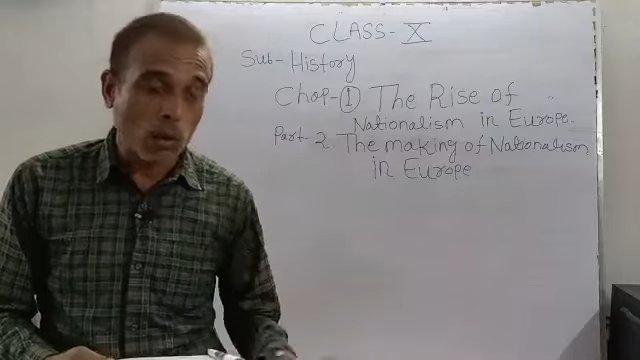 CLASS- X
Sub- History
Chap- 1 The Rise of
Nationalism in Europe.
Part- 2 The making of Nationalism
in Europe